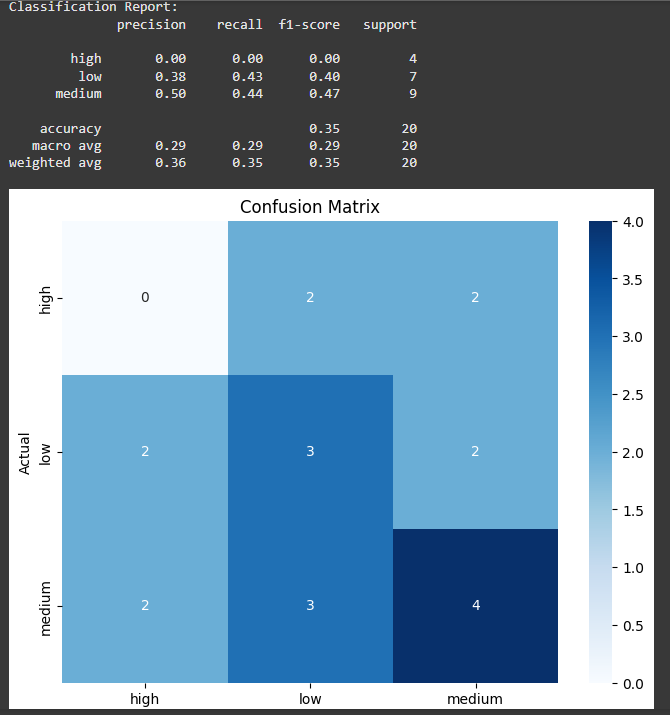 Classification Report:
precision recall f1-score support
high 0.00 0.00 0.00 4
low 0.38 0.43 0.40 7
medium 0.50 0.44 0.47 9
accuracy 0.35 20
macro avg 0.29 0.29 0.29 20
weighted avg 0.36 0.35 0.35 20
Confusion Matrix
high 0 2 2
low 2 3 2
medium 2 3 4
Actual
high low medium
4.0
3.5
3.0
2.5
2.0
1.5
1.0
0.5
0.0